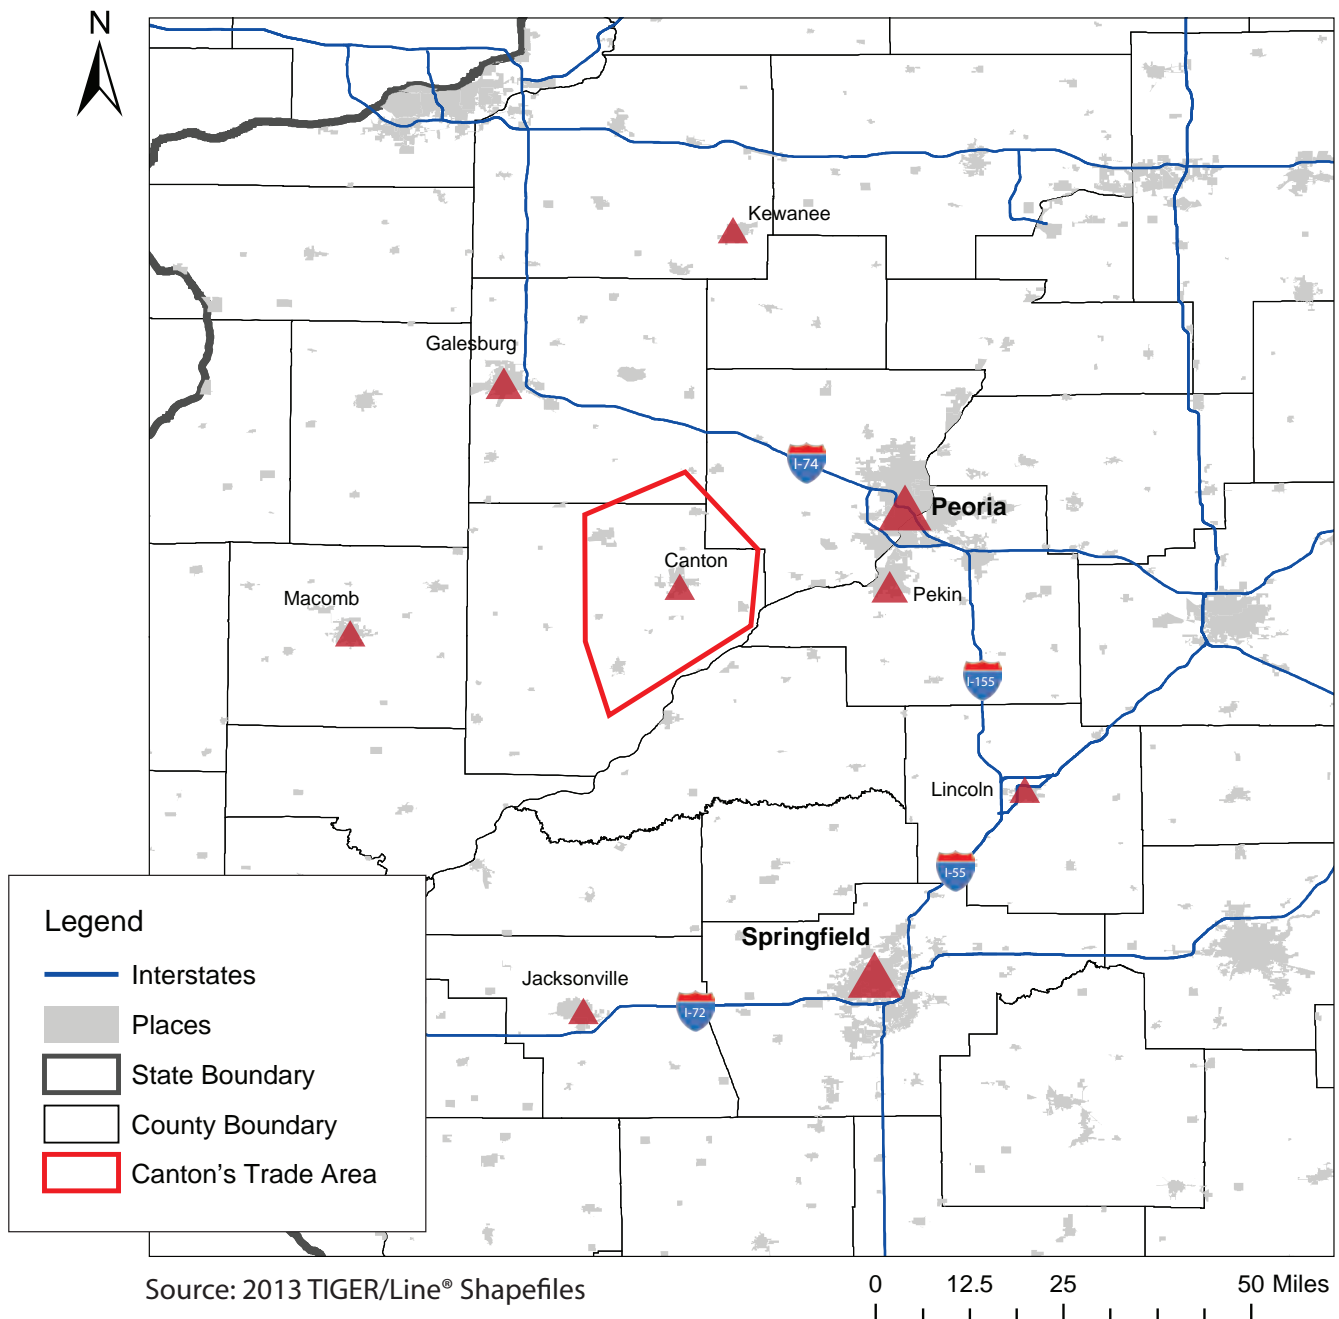 N
Kewanee
Galesburg
I-74
Peoria
Canton
Pekin
Macomb
I-155
Lincoln
I-55
Springfield
Jacksonville
I-72
Legend
Interstates
Places
State Boundary
County Boundary
Canton's Trade Area
Source: 2013 TIGER/Line® Shapefiles
0 12.5 25 50 Miles